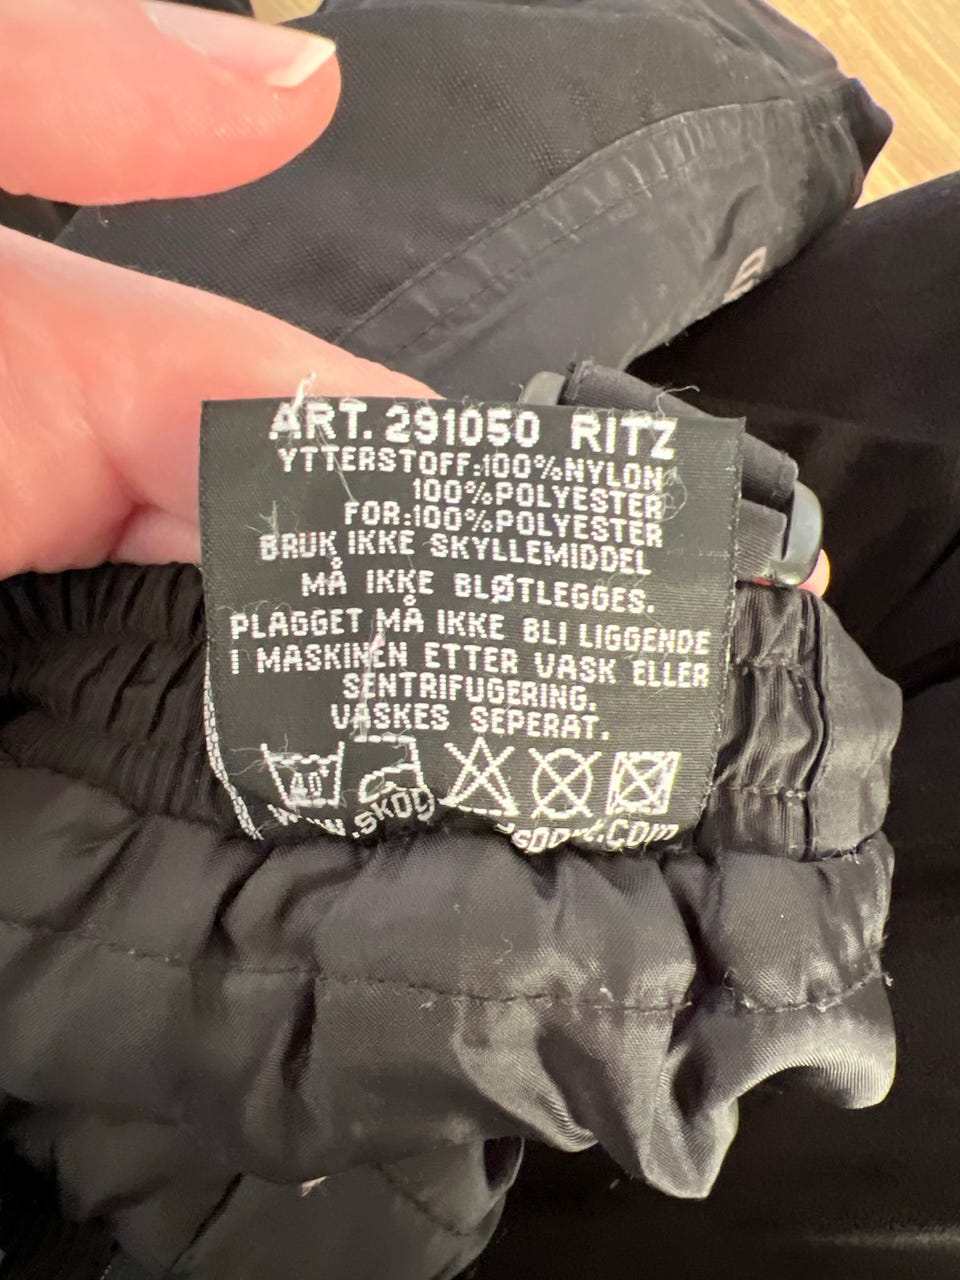 ART. 291050 RITZ
YTTERSTOFF:100%NYLON
100%POLYESTER
FOR:100%POLYESTER
BRUK IKKE SKYLLEMIDDEL
MÅ IKKE BLØTLEGGES.
PLAGGET MÅ IKKE BLI LIGGENDE
I MASKINEN ETTER VASK ELLER
SENTRIFUGERING.
VASKES SEPERAT.
40°